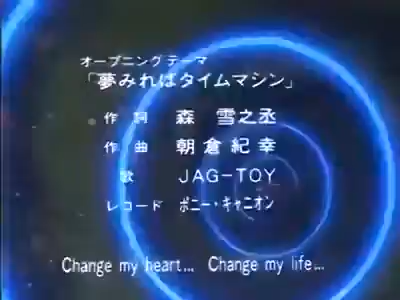 オープニングテーマ
「夢みればタイムマシン」
作詞 森 雪之丞
作曲 朝倉紀幸
歌 JAG-TOY
レコード ポニー・キャニオン
Change my heart... Change my life...